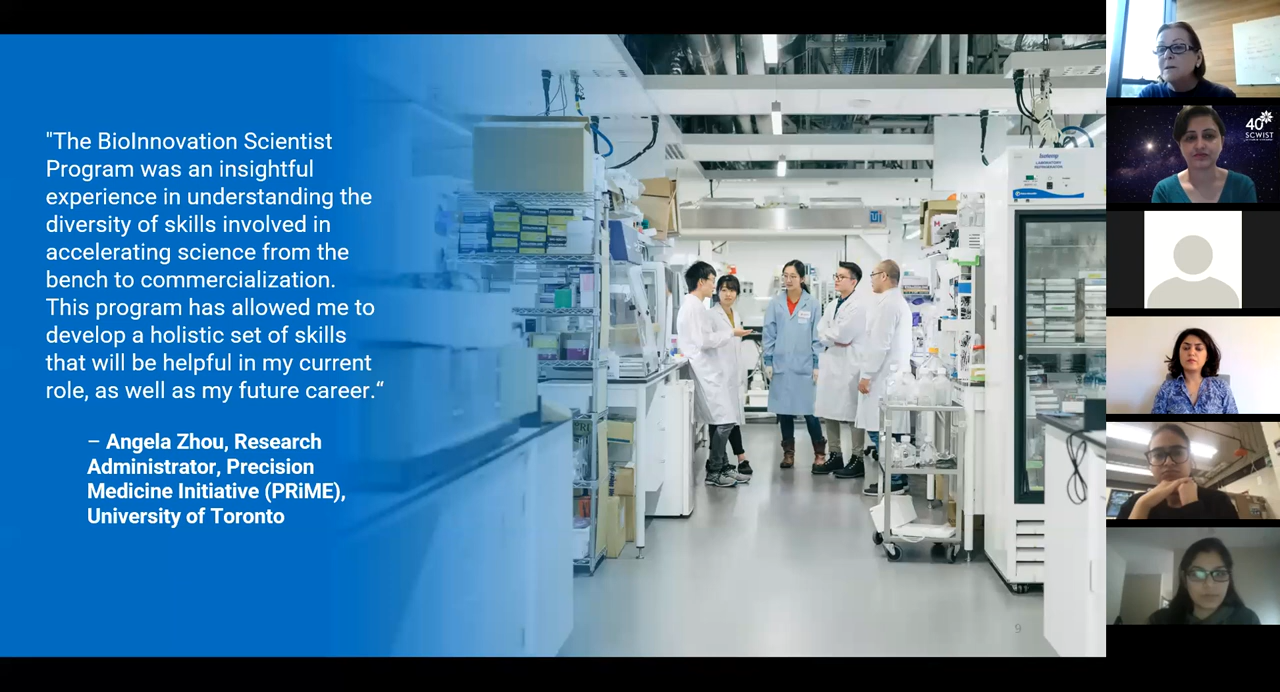 "The BioInnovation Scientist
Program was an insightful
experience in understanding the
diversity of skills involved in
accelerating science from the
bench to commercialization.
This program has allowed me to
develop a holistic set of skills
that will be helpful in my current
role, as well as my future career.“
– Angela Zhou, Research
Administrator, Precision
Medicine Initiative (PRiME),
University of Toronto
LABORATORY
REFRIGERATOR
9
40
SCWIST